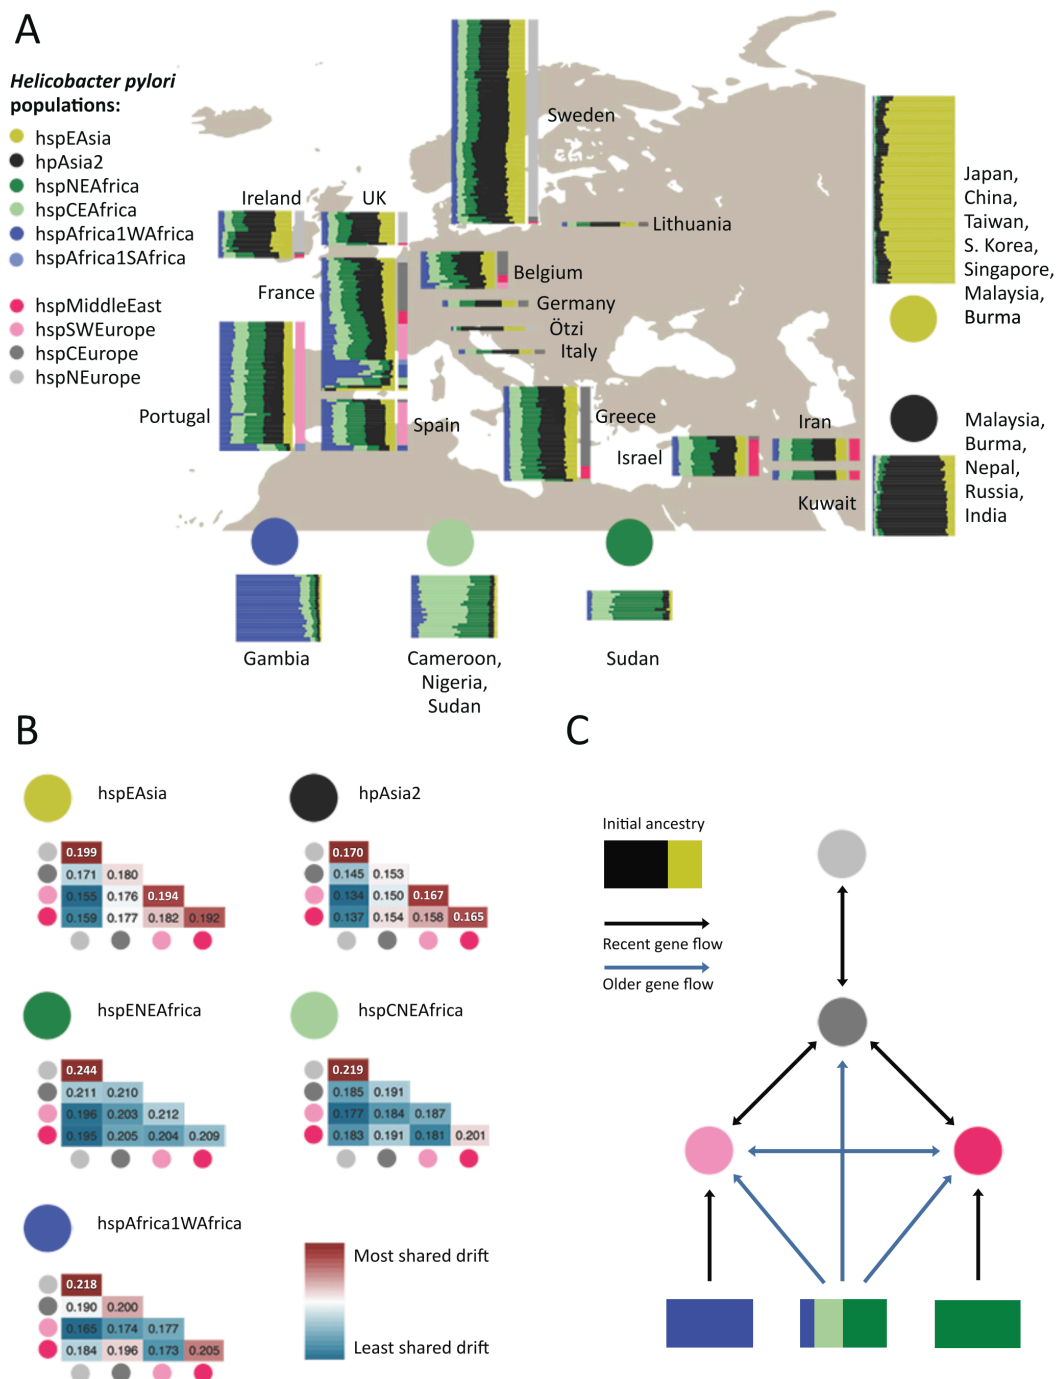 A
Helicobacter pylori
populations:
hspEAsia
hpAsia2
hspNEAfrica
hspCEAfrica
hspAfrica1WAfrica
hspAfrica1SAfrica
hspMiddleEast
hspSWEurope
hspCEurope
hspNEurope
Sweden
Ireland
UK
Lithuania
Belgium
France
Germany
Ötzi
Italy
Portugal
Spain
Greece
Israel
Iran
Kuwait
Japan,
China,
Taiwan,
S. Korea,
Singapore,
Malaysia,
Burma
Malaysia,
Burma,
Nepal,
Russia,
India
Gambia
Cameroon,
Nigeria,
Sudan
Sudan
B
hspEAsia
0.199
0.171 0.180
0.155 0.176 0.194
0.159 0.177 0.182 0.192
hpAsia2
0.170
0.145 0.153
0.134 0.150 0.167
0.137 0.154 0.158 0.165
hspENEAfrica
0.244
0.211 0.210
0.196 0.203 0.212
0.195 0.205 0.204 0.209
hspCNEAfrica
0.219
0.185 0.191
0.177 0.184 0.187
0.183 0.191 0.181 0.201
hspAfrica1WAfrica
0.218
0.190 0.200
0.165 0.174 0.177
0.184 0.196 0.173 0.205
Most shared drift
Least shared drift
C
Initial ancestry
Recent gene flow
Older gene flow